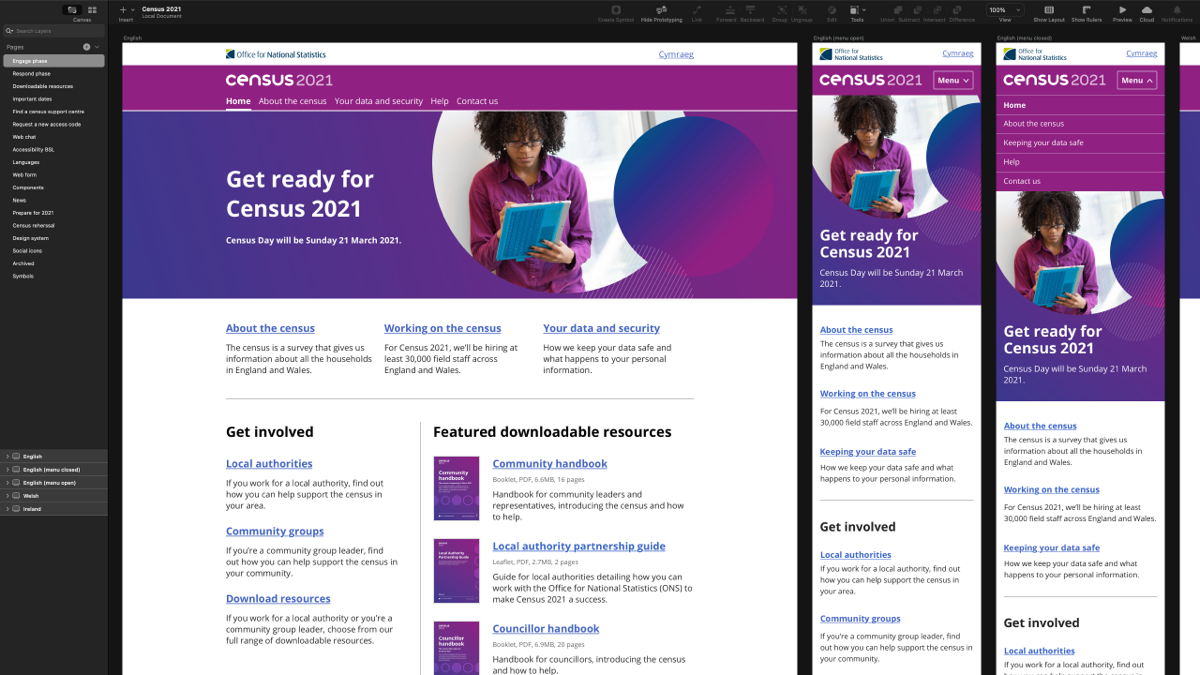 Canvas
Insert
Census 2021
Local Document
Create Symbol
Hide Prototyping
Link
Forward
Backward
Group
Ungroup
Edit
Tools
Union
Subtract
Intersect
Difference
100%
View
Show Layout
Show Rulers
Preview
Cloud
Notifications
Search Layers
Pages
Engage phase
Respond phase
Downloadable resources
Important dates
Find a census support centre
Request a new access code
Web chat
Accessibility BSL
Languages
Web form
Components
News
Prepare for 2021
Census rehersal
Design system
Social icons
Archived
Symbols
English
English (menu closed)
English (menu open)
Welsh
Ireland
English
Office for National Statistics
Cymraeg
census 2021
Home
About the census
Your data and security
Help
Contact us
Get ready for
Census 2021
Census Day will be Sunday 21 March 2021.
About the census
The census is a survey that gives us
information about all the households
in England and Wales.
Working on the census
For Census 2021, we'll be hiring at
least 30,000 field staff across
England and Wales.
Your data and security
How we keep your data safe and
what happens to your personal
information.
Get involved
Local authorities
If you work for a local authority, find out
how you can help support the census in
your area.
Community groups
If you're a community group leader, find
out how you can help support the census in
your community.
Download resources
If you work for a local authority or you're a
community group leader, choose from our
full range of downloadable resources.
Featured downloadable resources
Community
handbook
Community handbook
Booklet, PDF, 6.6MB, 16 pages
Handbook for community leaders and
representatives, introducing the census and how
to help.
Local Authority
Partnership Guide
Local authority partnership guide
Leaflet, PDF, 2.7MB, 2 pages
Guide for local authorities detailing how you can
work with the Office for National Statistics (ONS) to
make Census 2021 a success.
Councillor
handbook
Councillor handbook
Booklet, PDF, 6.9MB, 20 pages
Handbook for councillors, introducing the census
and how to help.
English (menu open)
Office for
National Statistics
Cymraeg
census 2021
Menu
Get ready for
Census 2021
Census Day will be Sunday 21 March
2021.
About the census
The census is a survey that gives us
information about all the households in
England and Wales.
Working on the census
For Census 2021, we'll be hiring at least
30,000 field staff across England and Wales.
Keeping your data safe
How we keep your data safe and what
happens to your personal information.
Get involved
Local authorities
If you work for a local authority, find out
how you can help support the census in
your area.
Community groups
If you're a community group leader, find
out how you can help support the census in
your community.
English (menu closed)
Office for
National Statistics
Cymraeg
census 2021
Menu
Home
About the census
Keeping your data safe
Help
Contact us
Get ready for
Census 2021
Census Day will be Sunday 21 March
2021.
About the census
The census is a survey that gives us
information about all the households in
England and Wales.
Working on the census
For Census 2021, we'll be hiring at least
30,000 field staff across England and Wales.
Keeping your data safe
How we keep your data safe and what
happens to your personal information.
Get involved
Local authorities
If you work for a local authority, find out
Welsh